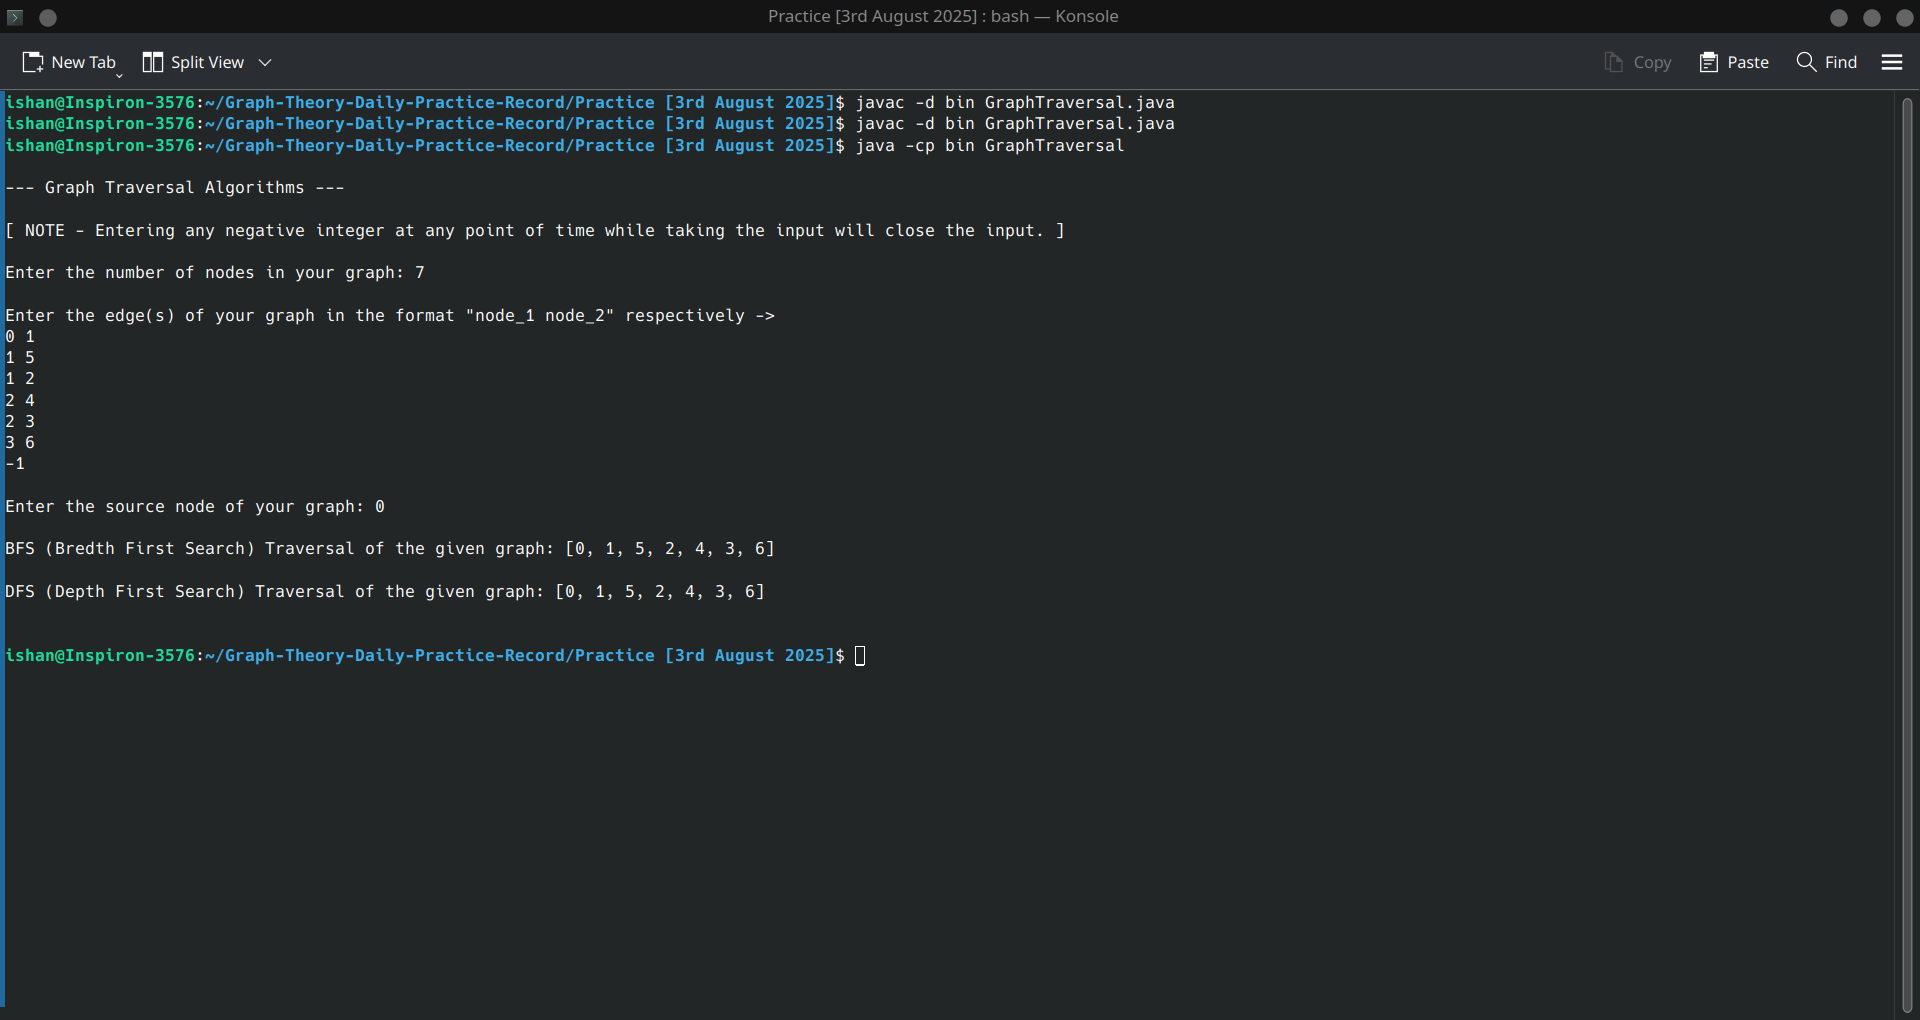 Practice [3rd August 2025] : bash — Konsole
New Tab Split View Copy Paste Find
ishan@Inspiron-3576:~/Graph-Theory-Daily-Practice-Record/Practice [3rd August 2025]$ javac -d bin GraphTraversal.java
ishan@Inspiron-3576:~/Graph-Theory-Daily-Practice-Record/Practice [3rd August 2025]$ javac -d bin GraphTraversal.java
ishan@Inspiron-3576:~/Graph-Theory-Daily-Practice-Record/Practice [3rd August 2025]$ java -cp bin GraphTraversal
--- Graph Traversal Algorithms ---
[ NOTE - Entering any negative integer at any point of time while taking the input will close the input. ]
Enter the number of nodes in your graph: 7
Enter the edge(s) of your graph in the format "node_1 node_2" respectively ->
0 1
1 5
1 2
2 4
2 3
3 6
-1
Enter the source node of your graph: 0
BFS (Bredth First Search) Traversal of the given graph: [0, 1, 5, 2, 4, 3, 6]
DFS (Depth First Search) Traversal of the given graph: [0, 1, 5, 2, 4, 3, 6]
ishan@Inspiron-3576:~/Graph-Theory-Daily-Practice-Record/Practice [3rd August 2025]$